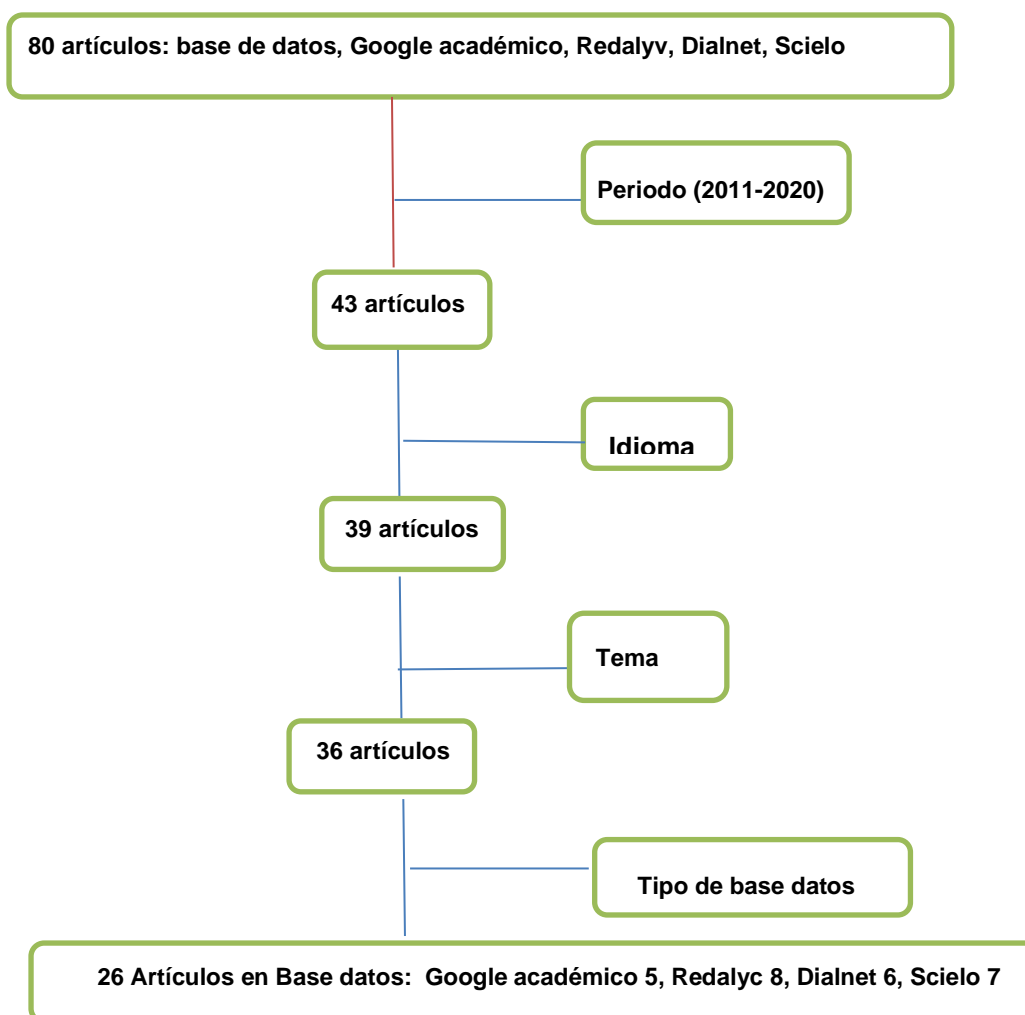 80 artículos: base de datos, Google académico, Redalyv, Dialnet, Scielo
Periodo (2011-2020)
43 artículos
Idioma
39 artículos
Tema
36 artículos
Tipo de base datos
26 Artículos en Base datos: Google académico 5, Redalyc 8, Dialnet 6, Scielo 7